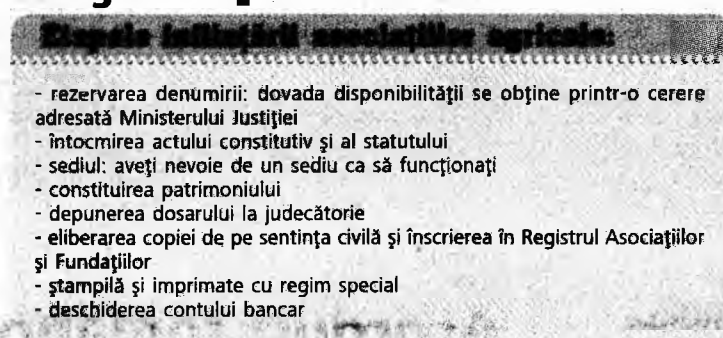 Etapele înființării asociațiilor agricole:
- rezervarea denumirii: dovada disponibilității se obține printr-o cerere
adresată Ministerului Justiției
- întocmirea actului constitutiv și al statutului
- sediul: aveți nevoie de un sediu ca să funcționați
- constituirea patrimoniului
- depunerea dosarului la judecătorie
- eliberarea copiei de pe sentința civilă și înscrierea în Registrul Asociațiilor
și Fundațiilor
- ștampilă și imprimate cu regim special
- deschiderea contului bancar